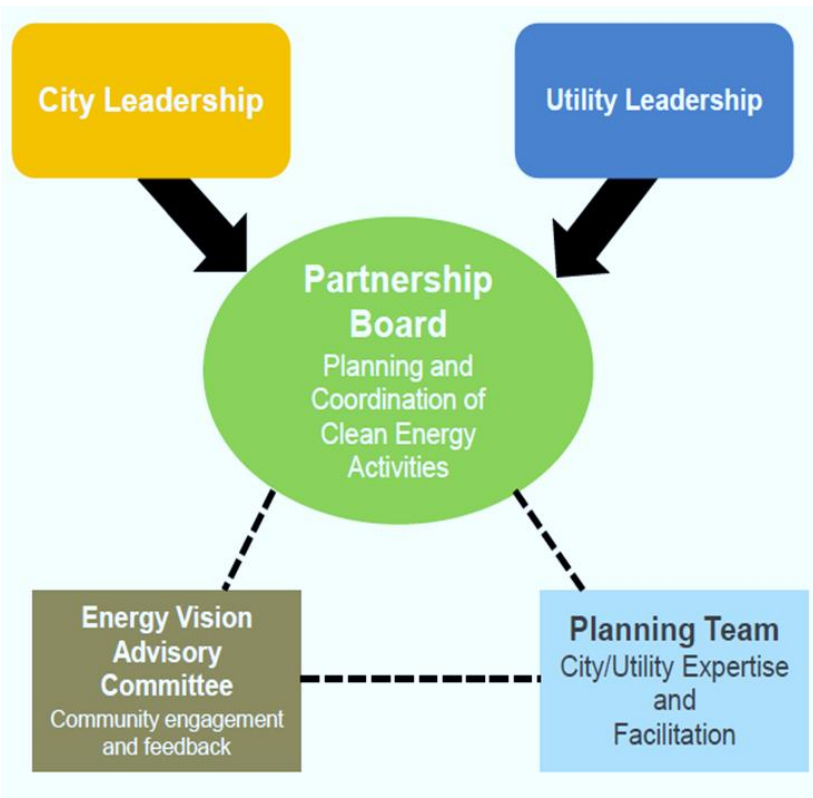 City Leadership
Utility Leadership
Partnership
Board
Planning and
Coordination of
Clean Energy
Activities
Energy Vision
Advisory
Committee
Community engagement
and feedback
Planning Team
City/Utility Expertise
and
Facilitation